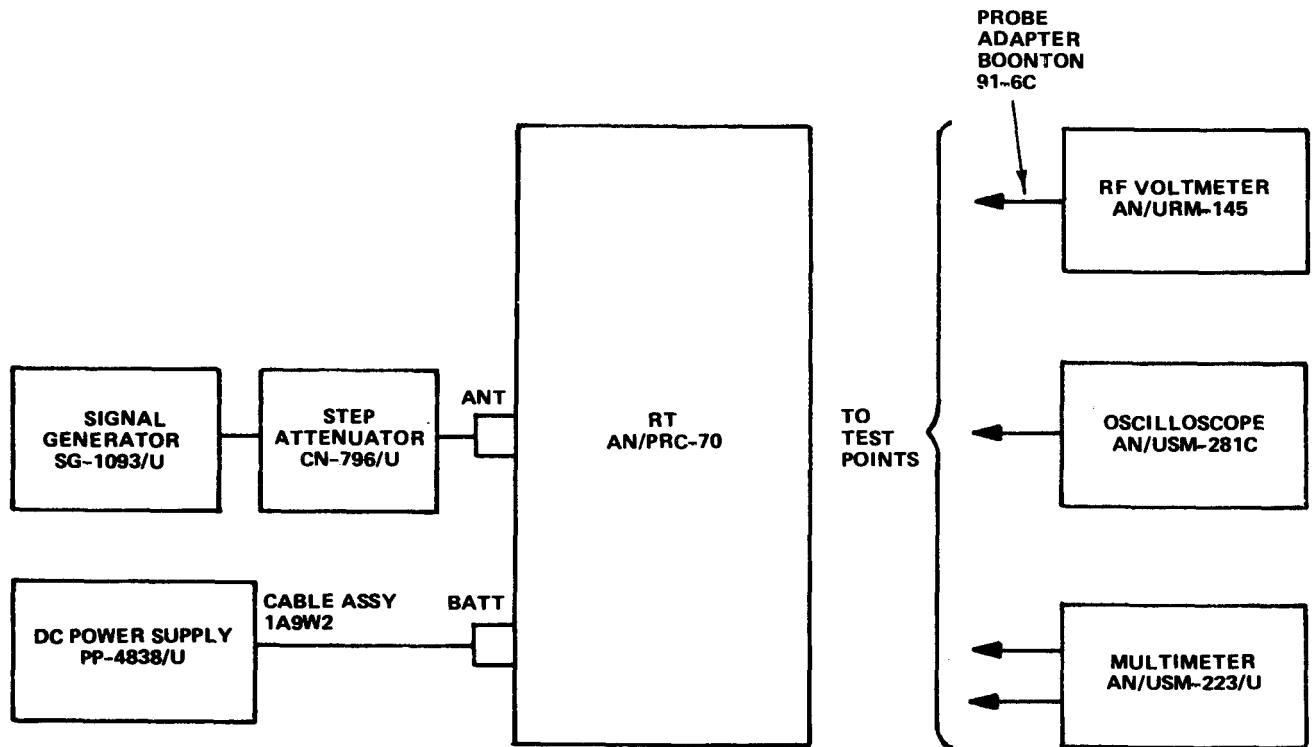 PROBE
ADAPTER
BOONTON
91-6C
RF VOLTMETER
AN/URM-145
SIGNAL
GENERATOR
SG-1093/U
STEP
ATTENUATOR
CN-796/U
ANT
RT
AN/PRC-70
TO
TEST
POINTS
OSCILLOSCOPE
AN/USM-281C
DC POWER SUPPLY
PP-4838/U
CABLE ASSY
1A9W2
BATT
MULTIMETER
AN/USM-223/U